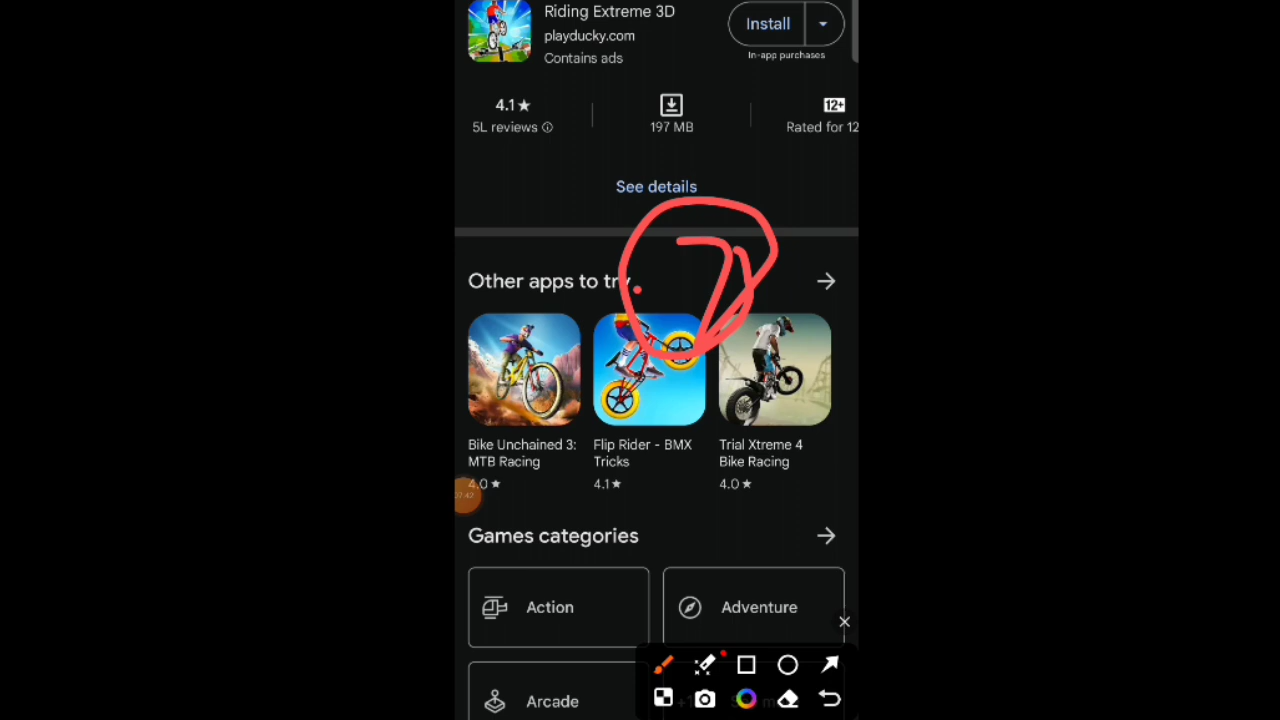 Riding Extreme 3D
playducky.com
Contains ads
Install
In-app purchases
4.1★
5L reviews
197 MB
12+
Rated for 12
See details
Other apps to try
Bike Unchained 3: MTB Racing
4.0 ★
Flip Rider - BMX Tricks
4.1★
Trial Xtreme 4 Bike Racing
4.0 ★
07:42
Games categories
Action
Adventure
Arcade